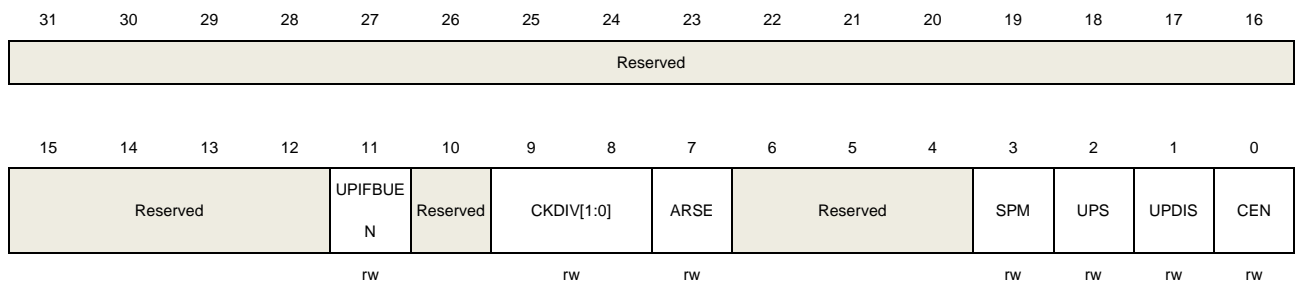 31 30 29 28 27 26 25 24 23 22 21 20 19 18 17 16
Reserved
15 14 13 12 11 10 9 8 7 6 5 4 3 2 1 0
Reserved UPIFBUE N Reserved CKDIV[1:0] ARSE Reserved SPM UPS UPDIS CEN
rw rw rw rw rw rw rw